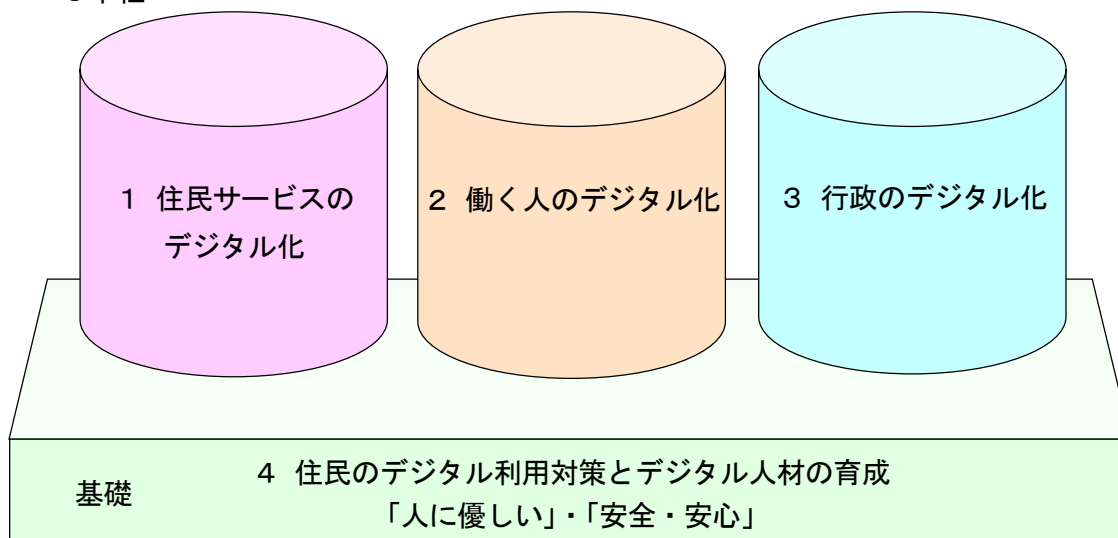 1 住民サービスの
デジタル化
2 働く人のデジタル化
3 行政のデジタル化
基礎
4 住民のデジタル利用対策とデジタル人材の育成
「人に優しい」・「安全・安心」